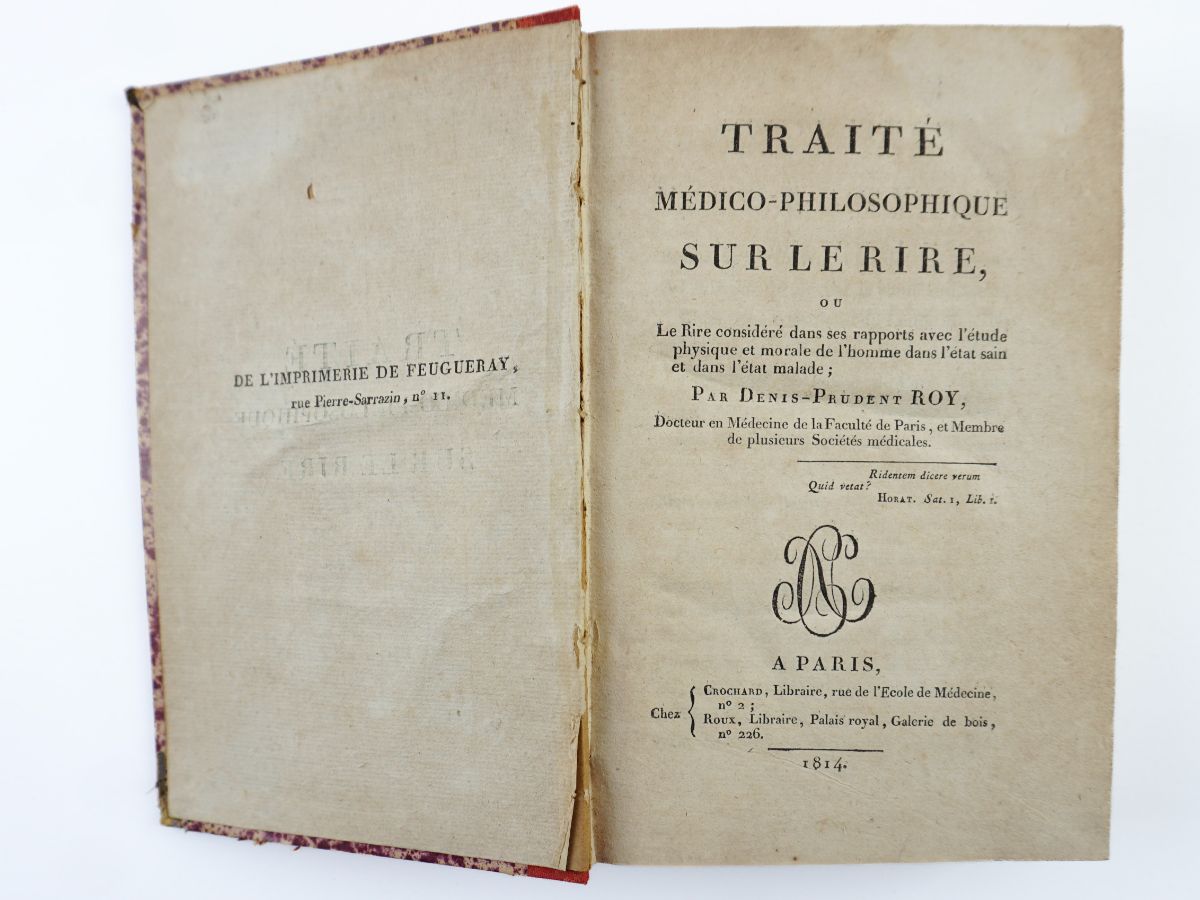 DE L'IMPRIMERIE DE FEUGUERAY,
rue Pierre-Sarrazin, nº 11.
TRAITÉ
MÉDICO-PHILOSOPHIQUE
SUR LE RIRE,
OU
Le Rire considéré dans ses rapports avec l'étude
physique et morale de l'homme dans l'état sain
et dans l'état malade;
PAR DENIS-PRUDENT ROY,
Docteur en Médecine de la Faculté de Paris, et Membre
de plusieurs Sociétés médicales.
Ridentem dicere verum
Quid vetat?
HORAT. Sat. 1, Lib. 1.
A PARIS,
Chez { CROCHARD, Libraire, rue de l'Ecole de Médecine,
nº 2;
ROUX, Libraire, Palais royal, Galerie de bois,
nº 226.
1814.